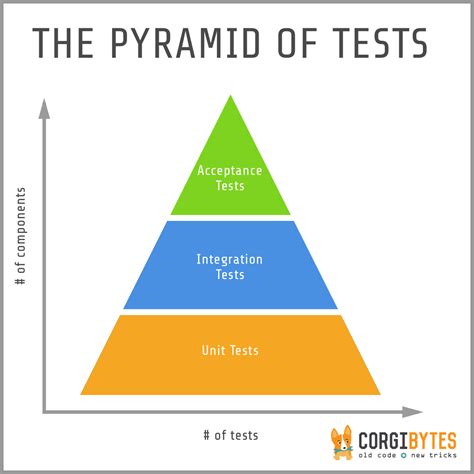 THE PYRAMID OF TESTS
Acceptance
Tests
Integration
Tests
Unit Tests
# of components
# of tests
CORGIBYTES
old code new tricks